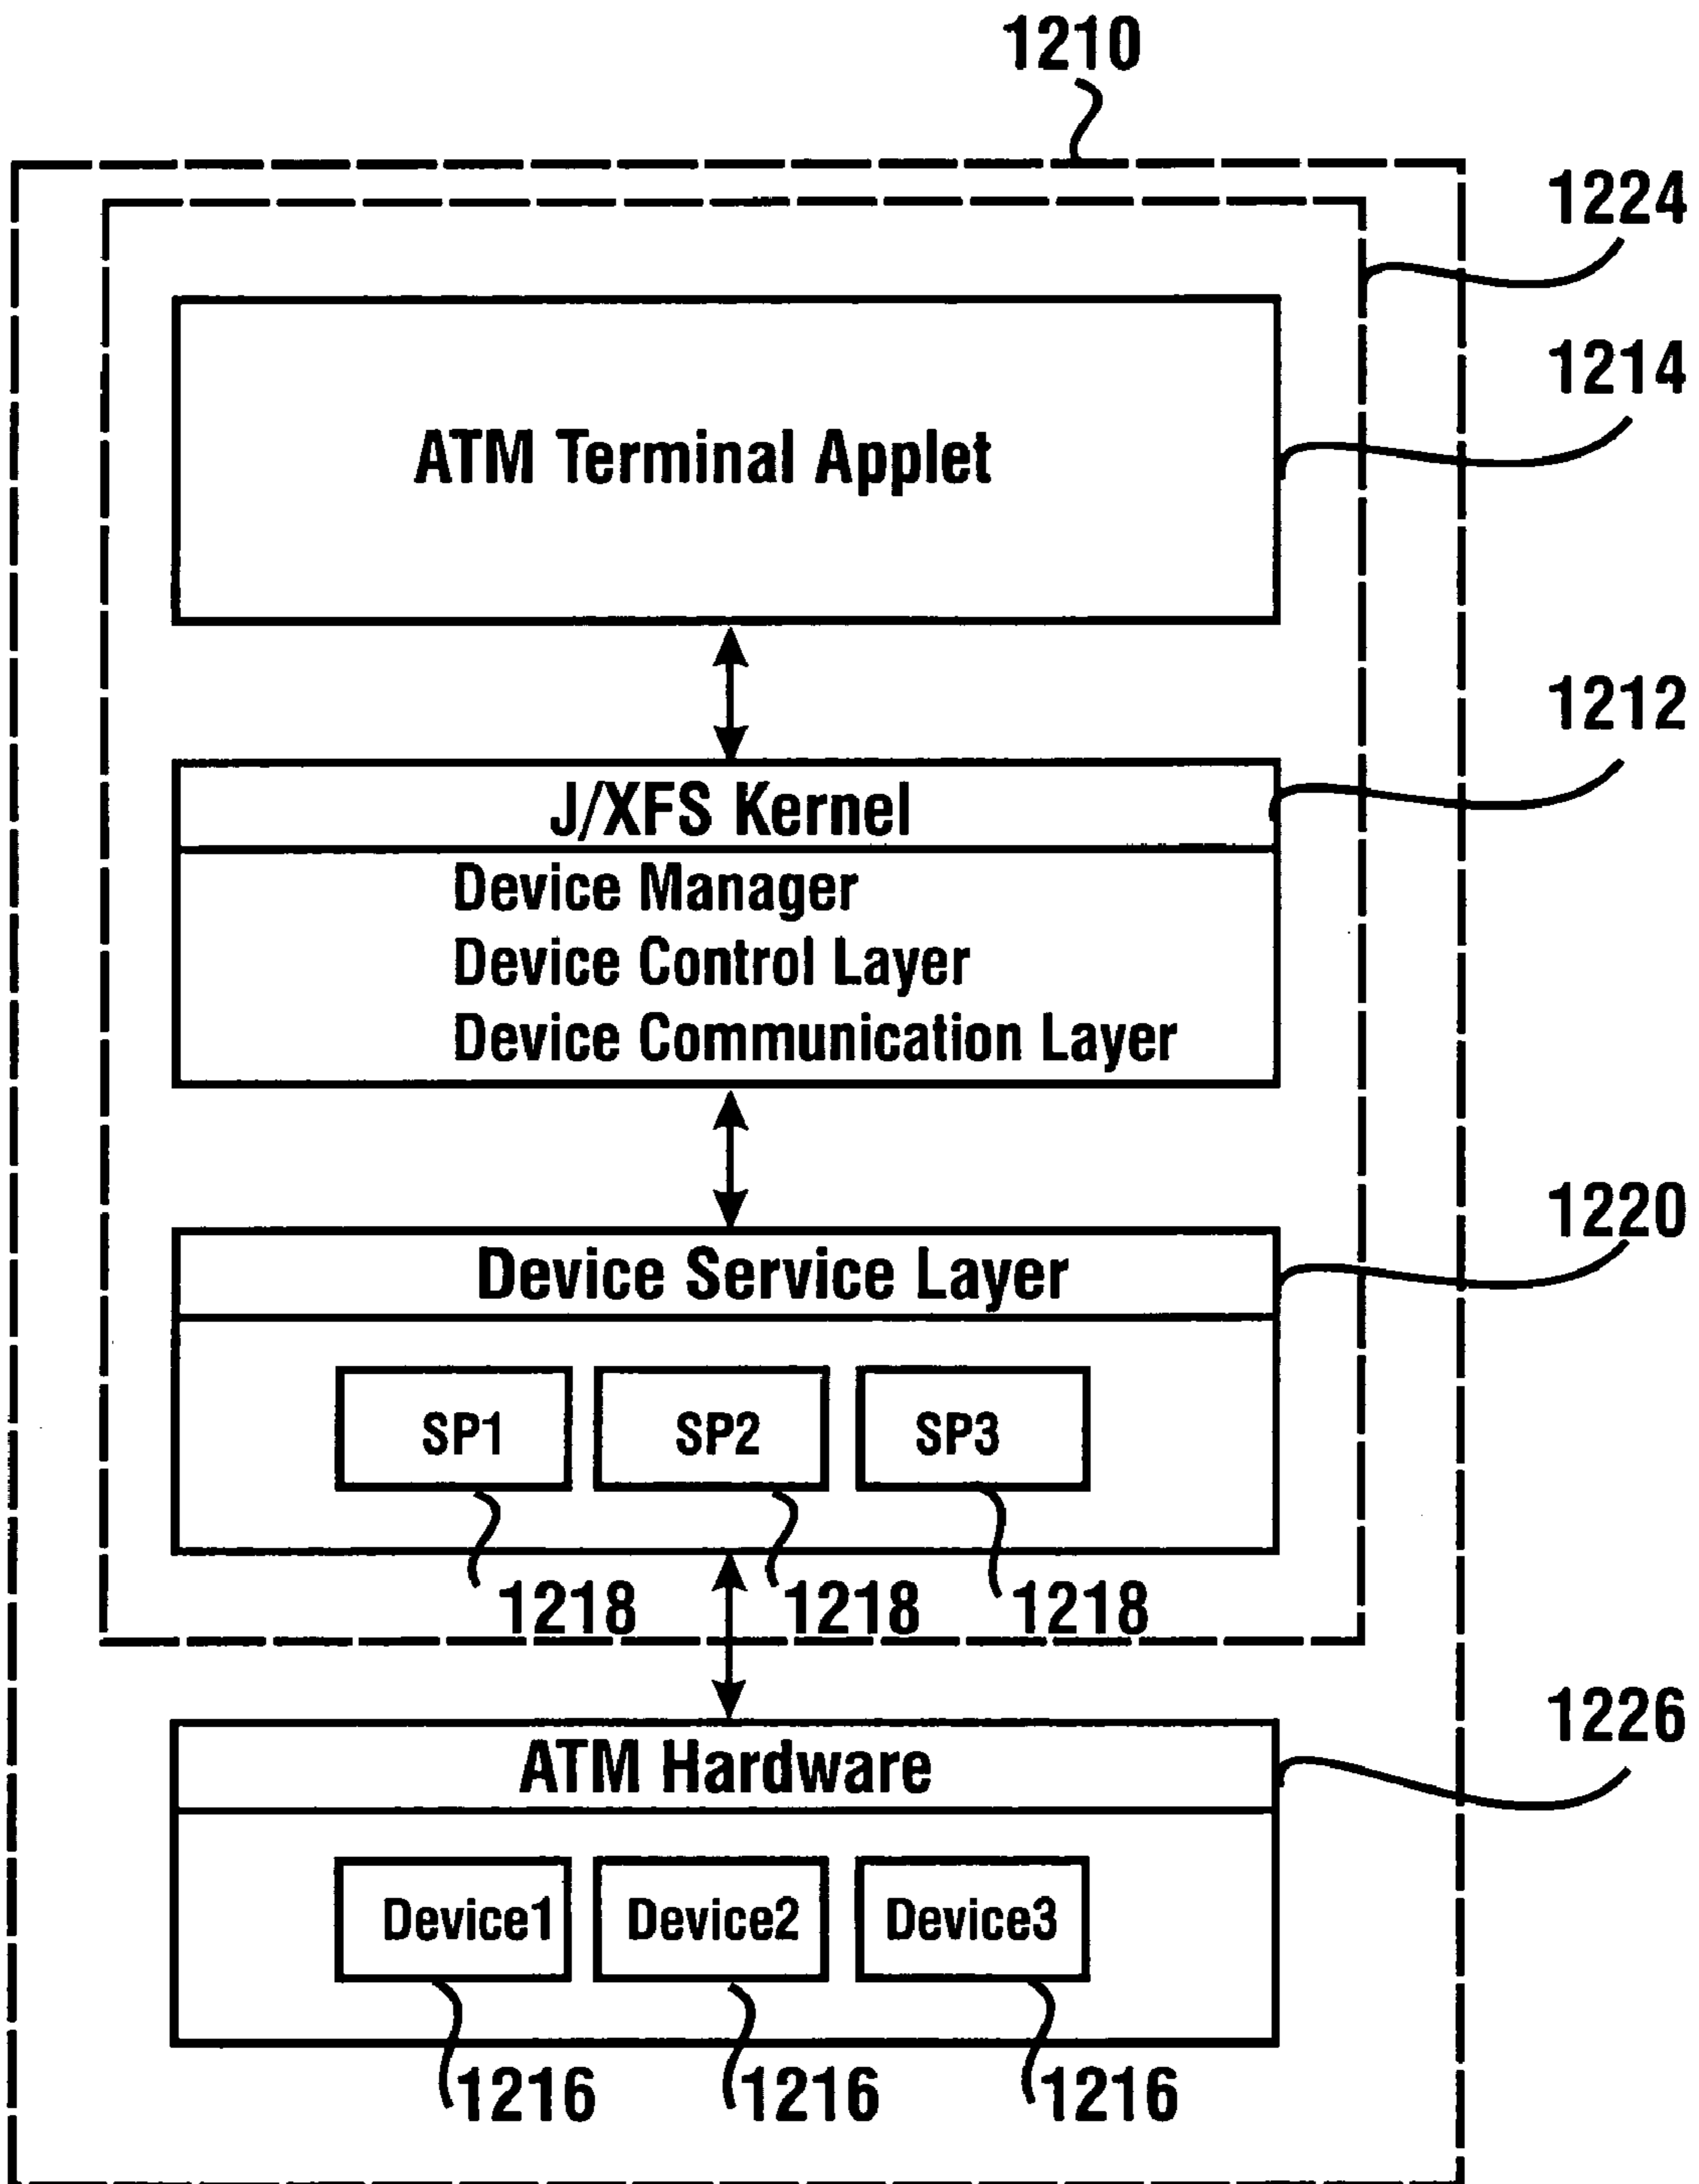 1210
1224
1214
ATM Terminal Applet
1212
J/XFS Kernel
Device Manager
Device Control Layer
Device Communication Layer
1220
Device Service Layer
SP1 SP2 SP3
1218 1218 1218
1226
ATM Hardware
Device1 Device2 Device3
1216 1216 1216